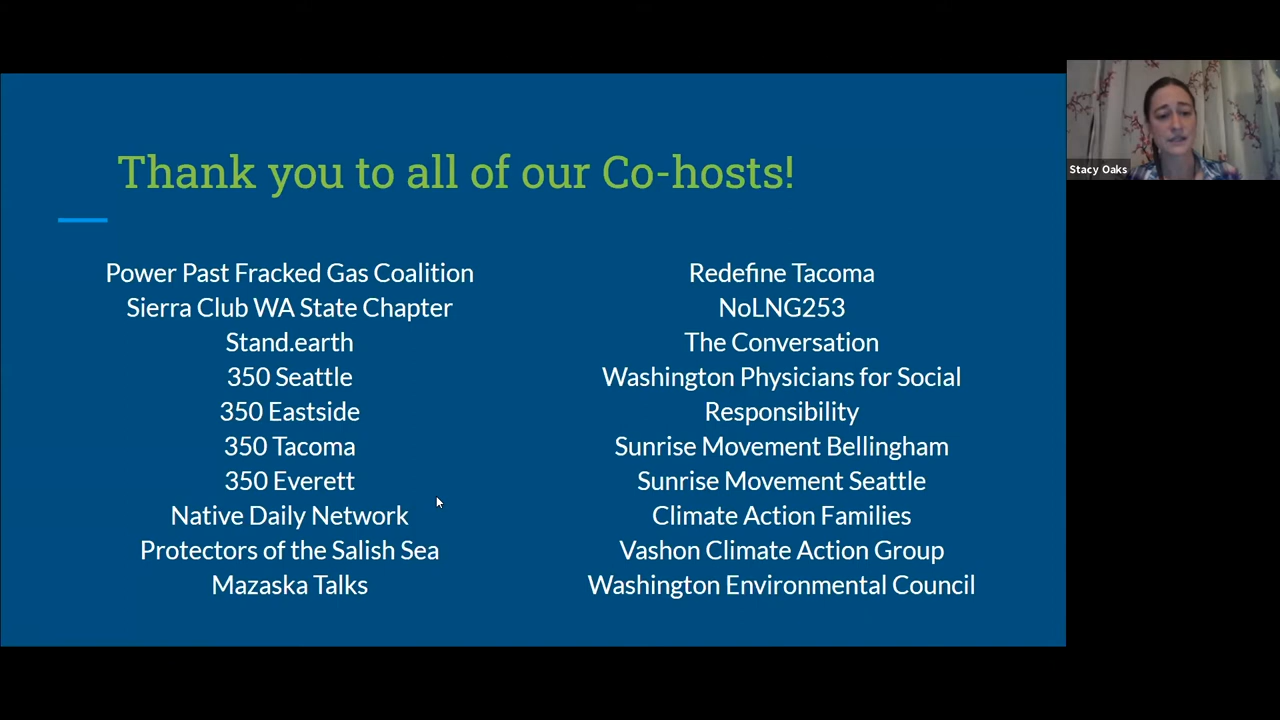 Thank you to all of our Co-hosts!
Power Past Fracked Gas Coalition
Sierra Club WA State Chapter
Stand.earth
350 Seattle
350 Eastside
350 Tacoma
350 Everett
Native Daily Network
Protectors of the Salish Sea
Mazaska Talks
Redefine Tacoma
NoLNG253
The Conversation
Washington Physicians for Social
Responsibility
Sunrise Movement Bellingham
Sunrise Movement Seattle
Climate Action Families
Vashon Climate Action Group
Washington Environmental Council
Stacy Oaks